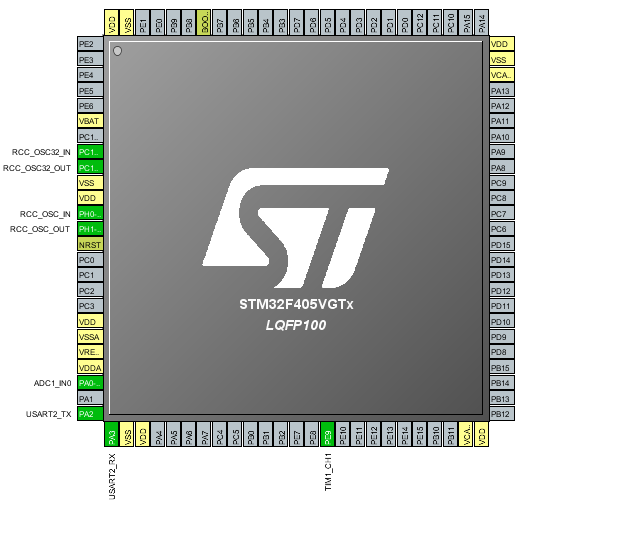 VDD VSS PE1 PE0 PB9 PB8 BOO.. PB7 PB6 PB5 PB4 PB3 PD7 PD6 PD5 PD4 PD3 PD2 PD1 PD0 PC12 PC11 PC10 PA15 PA14
PE2 VDD
PE3 VSS
PE4 VCA..
PE5 PA13
PE6 PA12
VBAT PA11
PC1.. PA10
RCC_OSC32_IN PC1.. PA9
RCC_OSC32_OUT PC1.. PA8
VSS PC9
VDD PC8
RCC_OSC_IN PH0-.. PC7
RCC_OSC_OUT PH1-.. PC6
NRST PD15
PC0 PD14
PC1 PD13
PC2 PD12
PC3 PD11
VDD PD10
VSSA PD9
VRE.. PD8
VDDA PB15
ADC1_IN0 PA0-.. PB14
PA1 PB13
USART2_TX PA2 PB12
ST
STM32F405VGTx
LQFP100
PA3 VSS VDD PA4 PA5 PA6 PA7 PC4 PC5 PB0 PB1 PB2 PE7 PE8 PE9 PE10 PE11 PE12 PE13 PE14 PE15 PB10 PB11 VCA.. VDD
USART2_RX TIM1_CH1